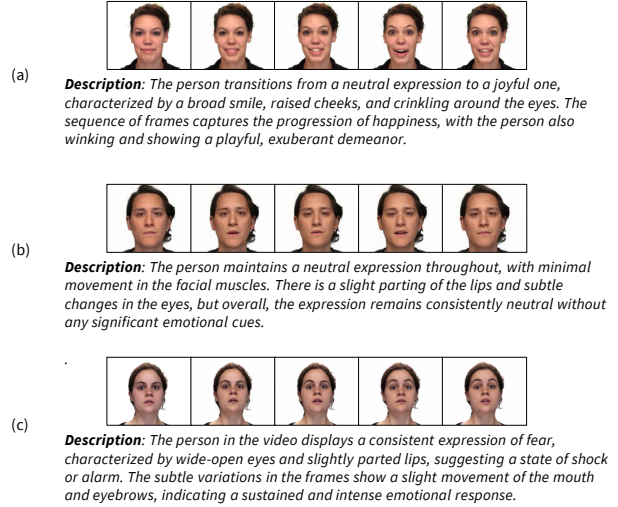 (a)
Description: The person transitions from a neutral expression to a joyful one,
characterized by a broad smile, raised cheeks, and crinkling around the eyes. The
sequence of frames captures the progression of happiness, with the person also
winking and showing a playful, exuberant demeanor.
(b)
Description: The person maintains a neutral expression throughout, with minimal
movement in the facial muscles. There is a slight parting of the lips and subtle
changes in the eyes, but overall, the expression remains consistently neutral without
any significant emotional cues.
.
(c)
Description: The person in the video displays a consistent expression of fear,
characterized by wide-open eyes and slightly parted lips, suggesting a state of shock
or alarm. The subtle variations in the frames show a slight movement of the mouth
and eyebrows, indicating a sustained and intense emotional response.